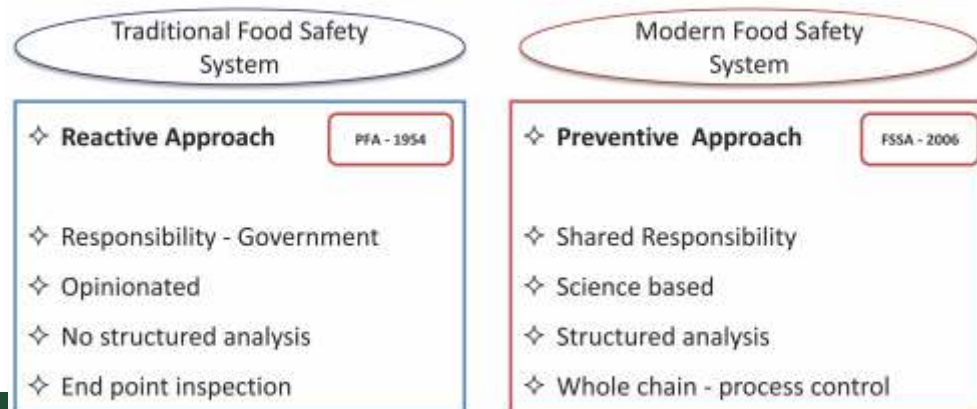 Traditional Food Safety
System
✧ Reactive Approach
PFA - 1954
✧ Responsibility - Government
✧ Opinionated
✧ No structured analysis
✧ End point inspection
Modern Food Safety
System
✧ Preventive Approach
FSSA - 2006
✧ Shared Responsibility
✧ Science based
✧ Structured analysis
✧ Whole chain - process control